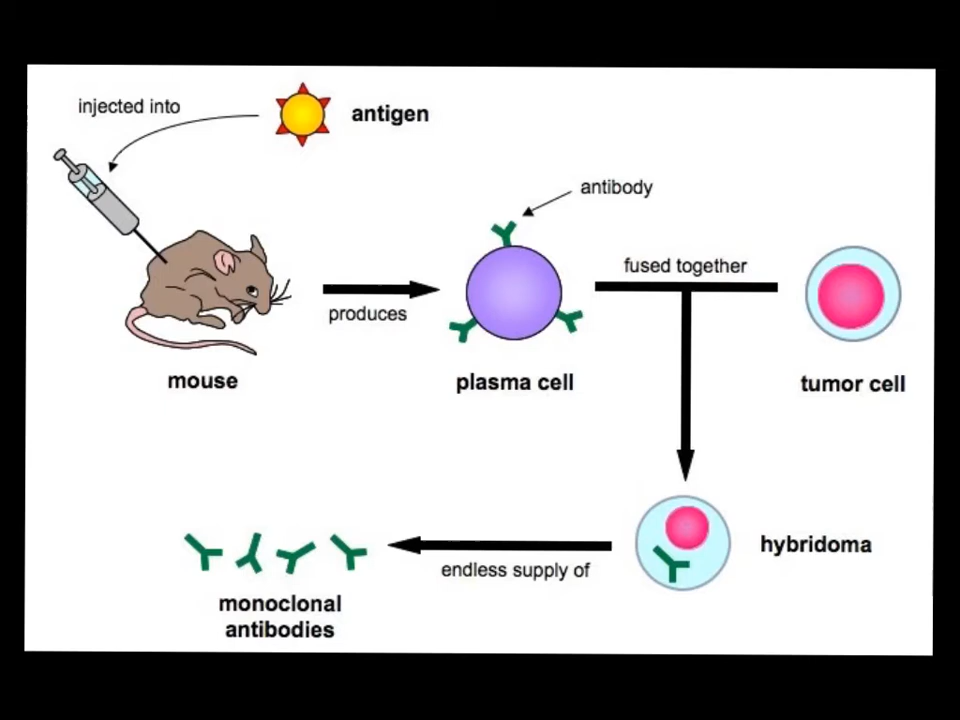 injected into
antigen
antibody
fused together
produces
mouse
plasma cell
tumor cell
hybridoma
endless supply of
monoclonal
antibodies